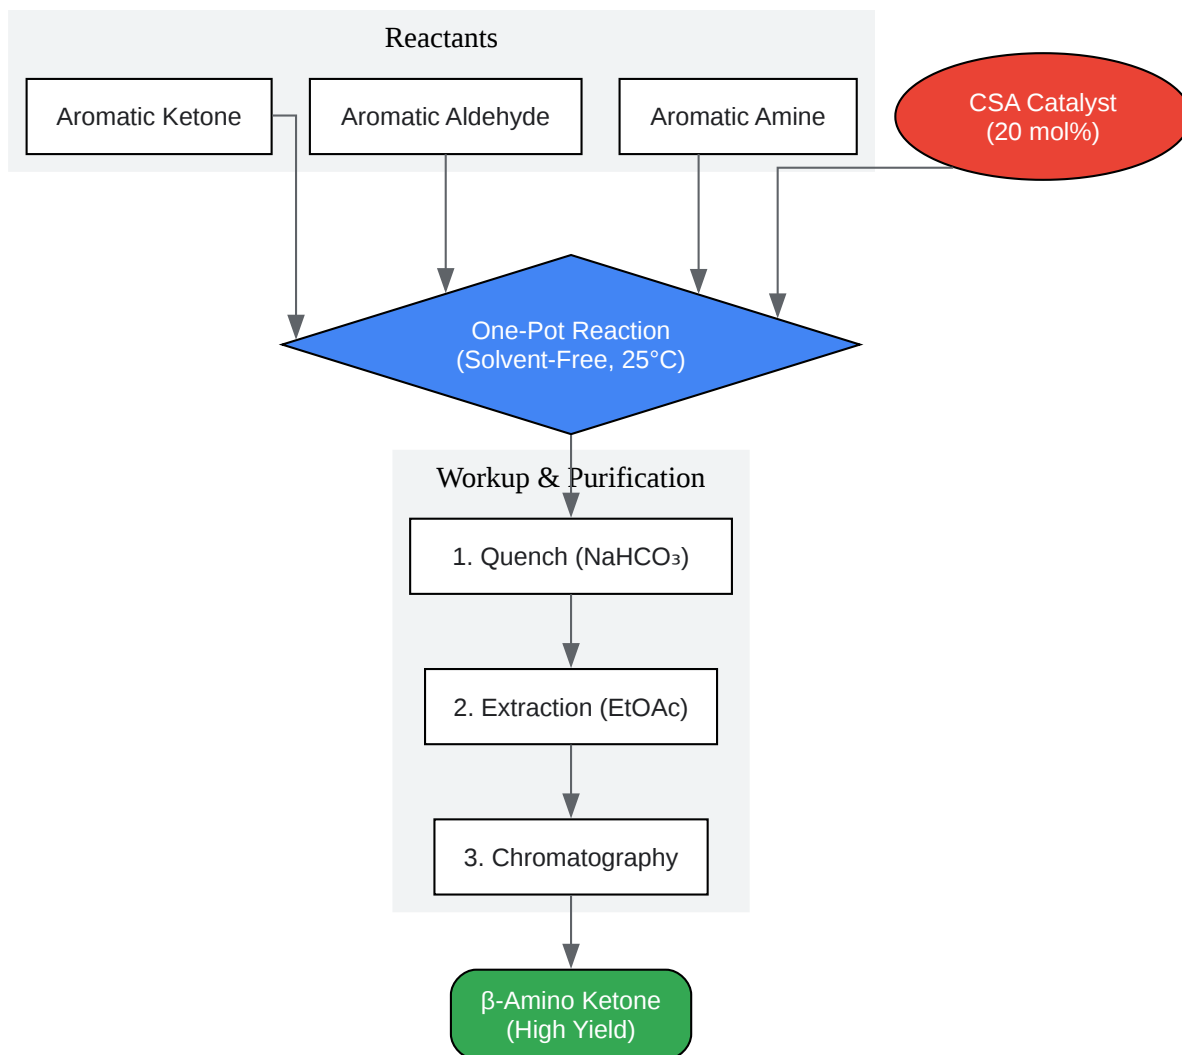 Reactants
Aromatic Ketone
Aromatic Aldehyde
Aromatic Amine
CSA Catalyst
(20 mol%)
One-Pot Reaction
(Solvent-Free, 25°C)
Workup & Purification
1. Quench (NaHCO₃)
2. Extraction (EtOAc)
3. Chromatography
β-Amino Ketone
(High Yield)